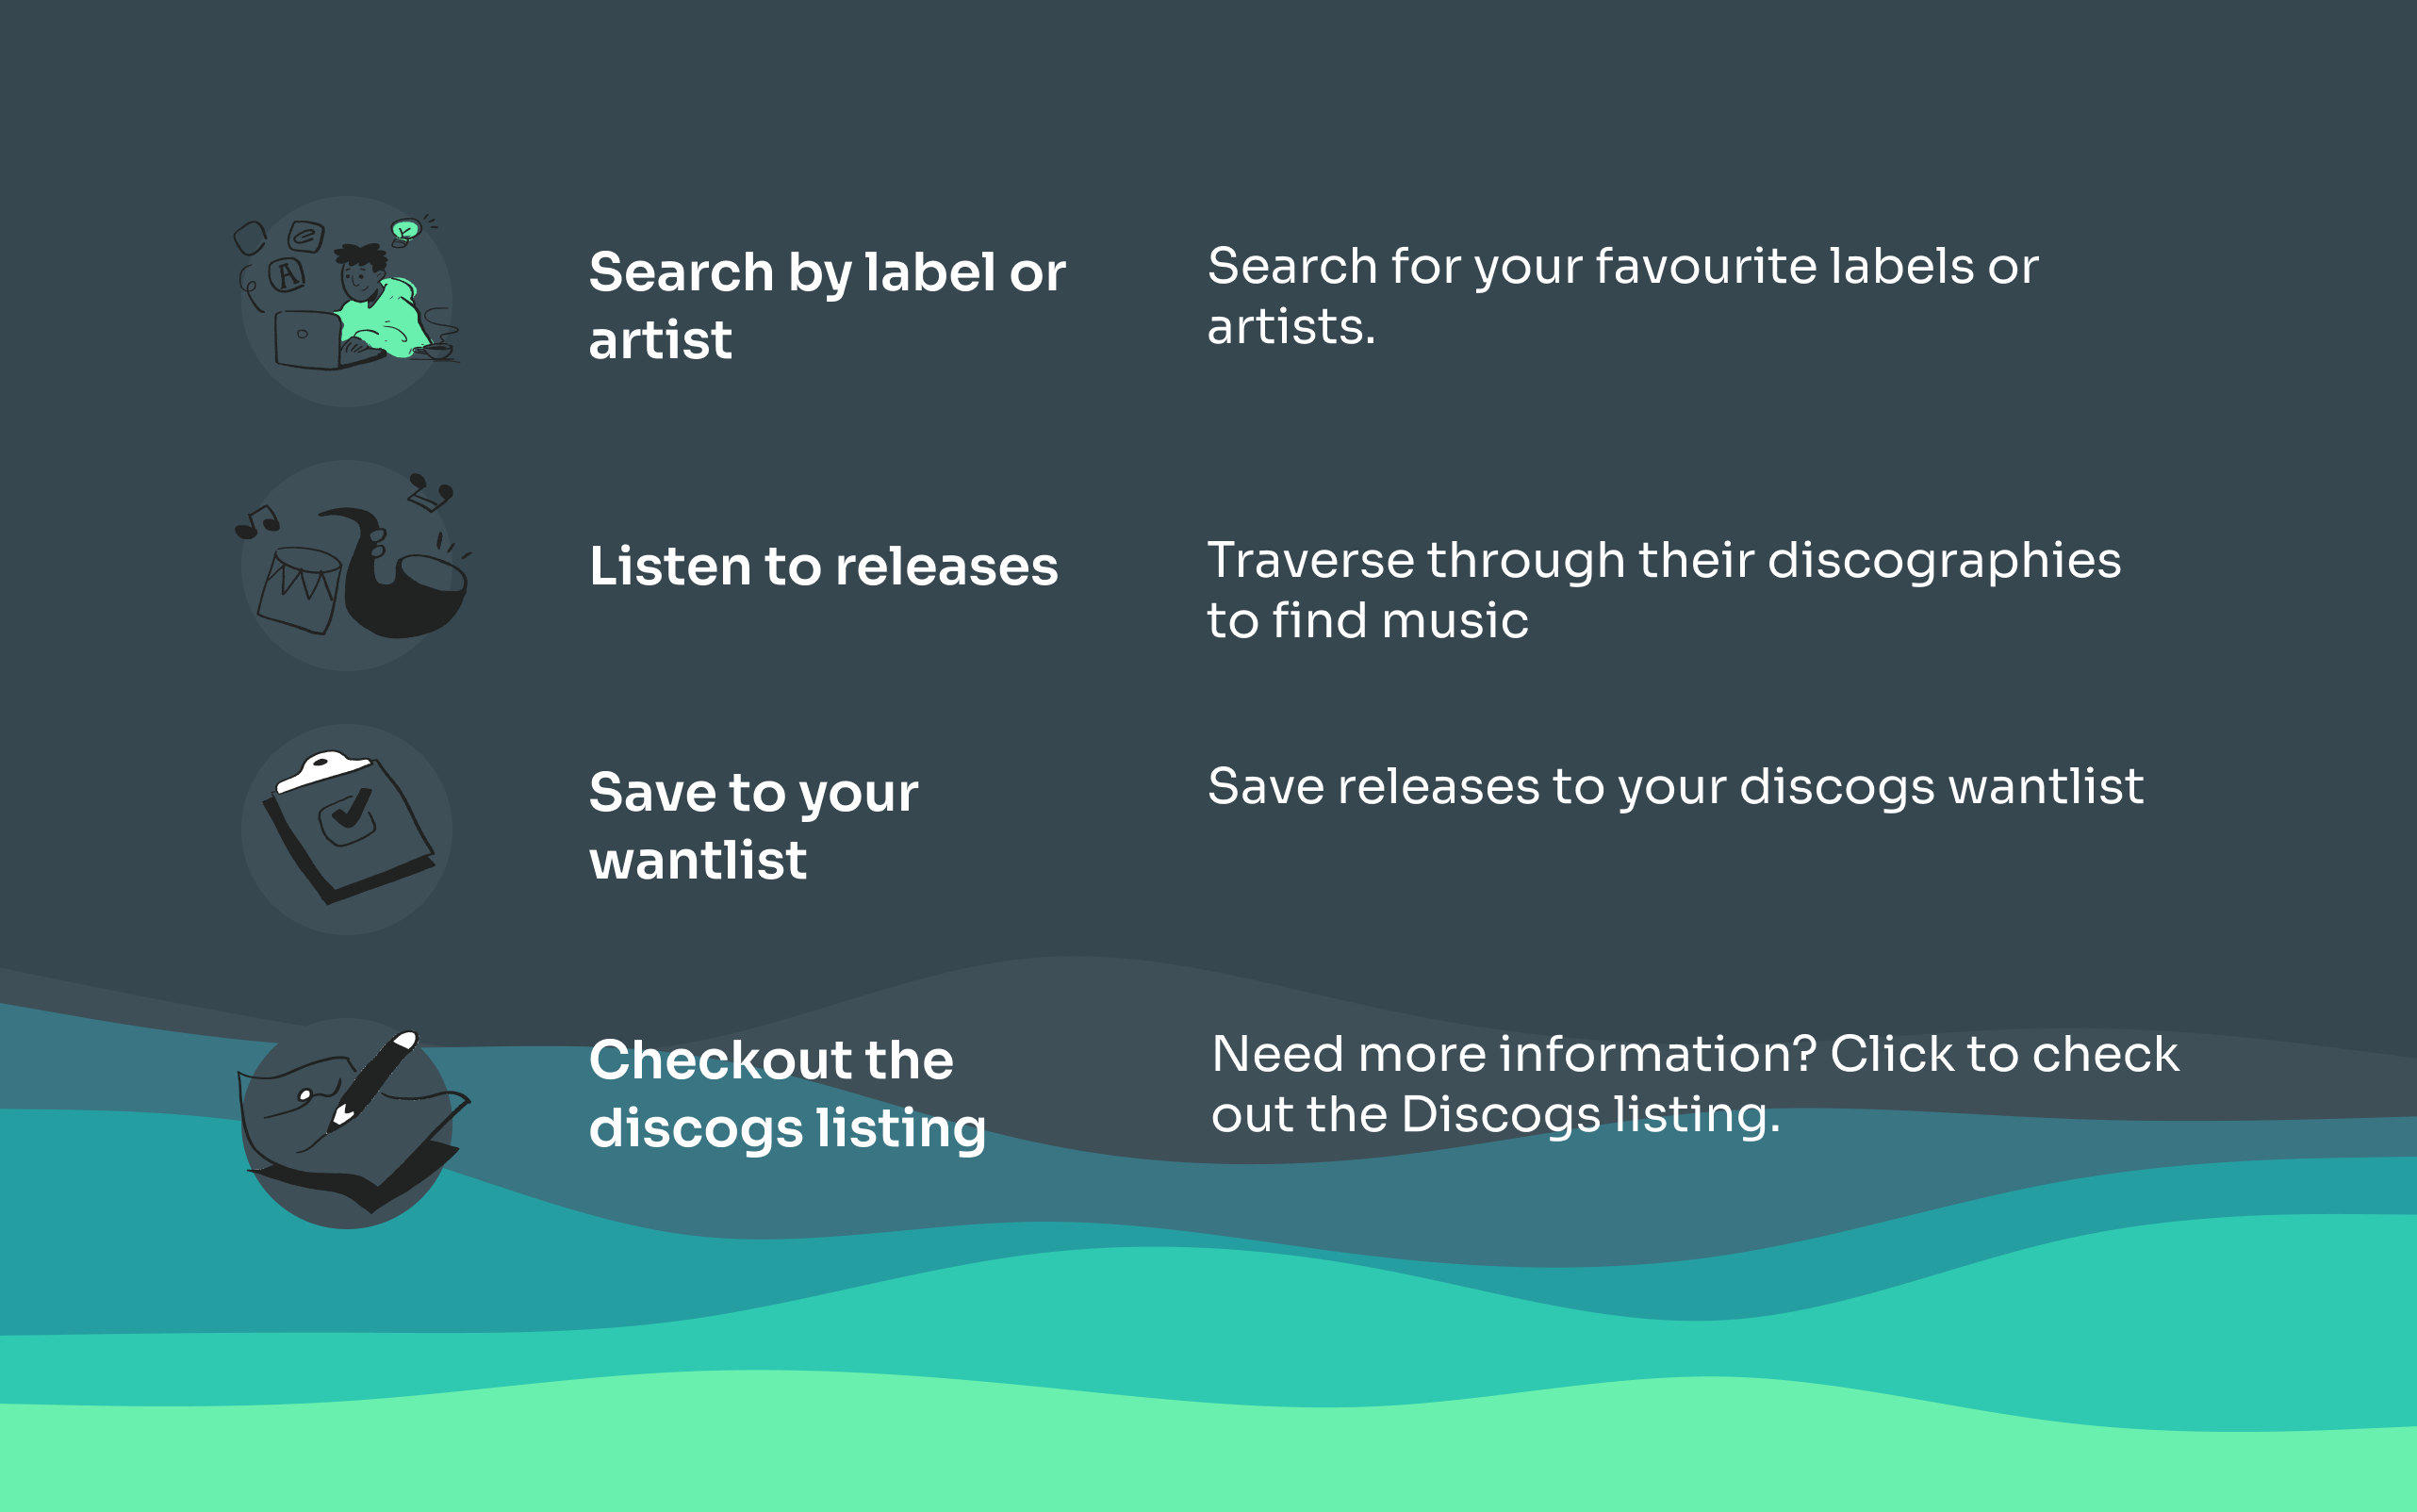 Search by label or
artist
Search for your favourite labels or
artists.
Listen to releases
Traverse through their discographies
to find music
Save to your
wantlist
Save releases to your discogs wantlist
Checkout the
discogs listing
Need more information? Click to check
out the Discogs listing.